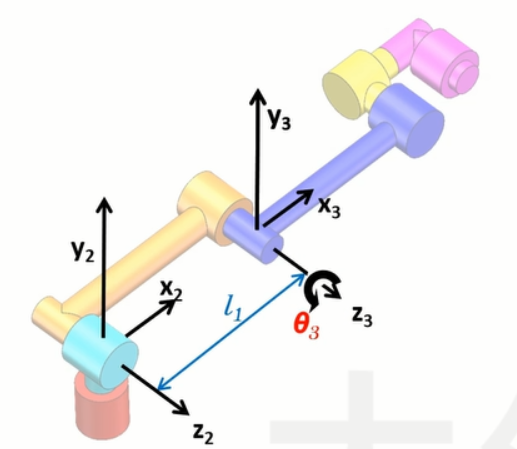 y₃
x₃
y₂
x₂
l₁
θ₃
z₃
z₂